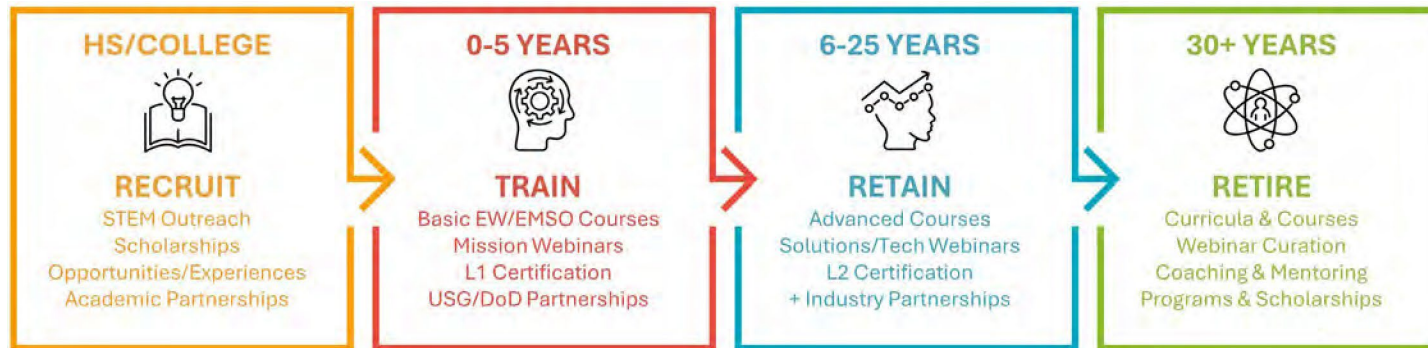 HS/COLLEGE
RECRUIT
STEM Outreach
Scholarships
Opportunities/Experiences
Academic Partnerships
0-5 YEARS
TRAIN
Basic EW/EMSO Courses
Mission Webinars
L1 Certification
USG/DoD Partnerships
6-25 YEARS
RETAIN
Advanced Courses
Solutions/Tech Webinars
L2 Certification
+ Industry Partnerships
30+ YEARS
RETIRE
Curricula & Courses
Webinar Curation
Coaching & Mentoring
Programs & Scholarships